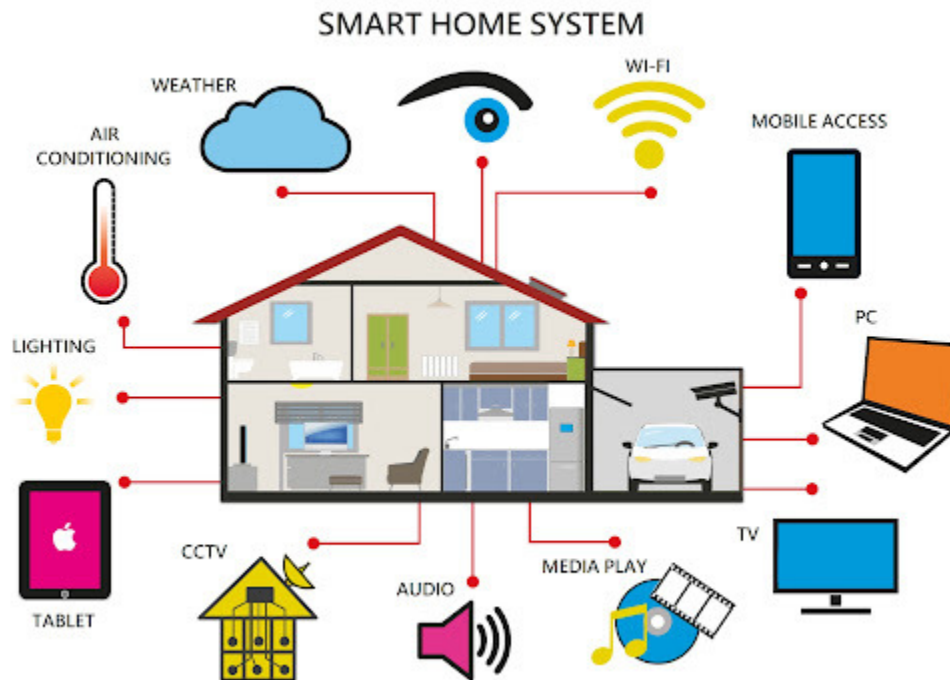 SMART HOME SYSTEM
WEATHER
WI-FI
AIR
CONDITIONING
MOBILE ACCESS
LIGHTING
PC
TABLET
CCTV
AUDIO
MEDIA PLAY
TV